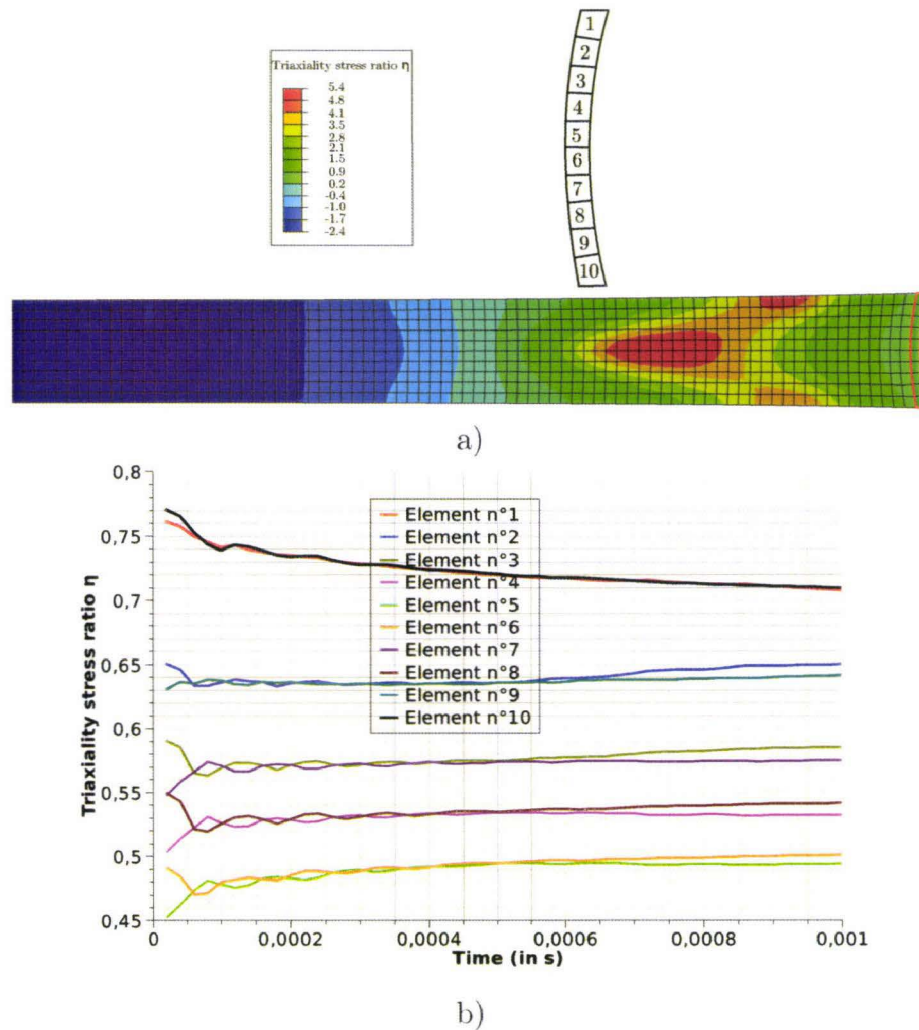 1
2
3
4
5
6
7
8
9
10
Triaxiality stress ratio η
5.4
4.8
4.1
3.5
2.8
2.1
1.5
0.9
0.2
-0.4
-1.0
-1.7
-2.4
a)
0,8
0,75
0,7
0,65
0,6
0,55
0,5
0,45
Triaxiality stress ratio η
Element n°1
Element n°2
Element n°3
Element n°4
Element n°5
Element n°6
Element n°7
Element n°8
Element n°9
Element n°10
0
0,0002
0,0004
0,0006
0,0008
0,001
Time (in s)
b)